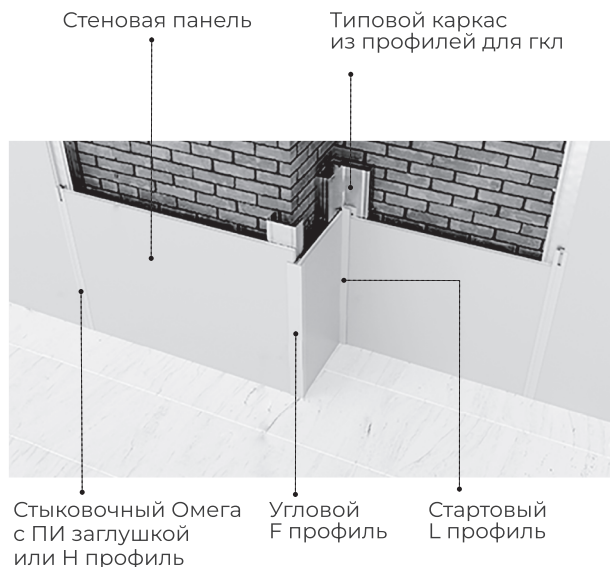 Стеновая панель
Типовой каркас
из профилей для гкл
Стыковочный Омега
с ПИ заглушкой
или Н профиль
Угловой
F профиль
Стартовый
L профиль